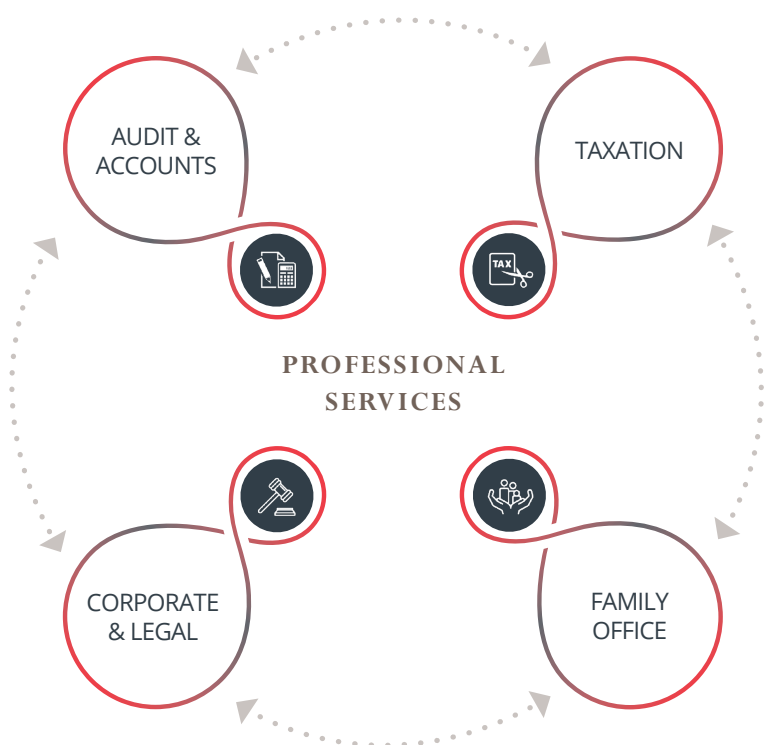 AUDIT &
ACCOUNTS
TAXATION
TAX
PROFESSIONAL
SERVICES
CORPORATE
& LEGAL
FAMILY
OFFICE